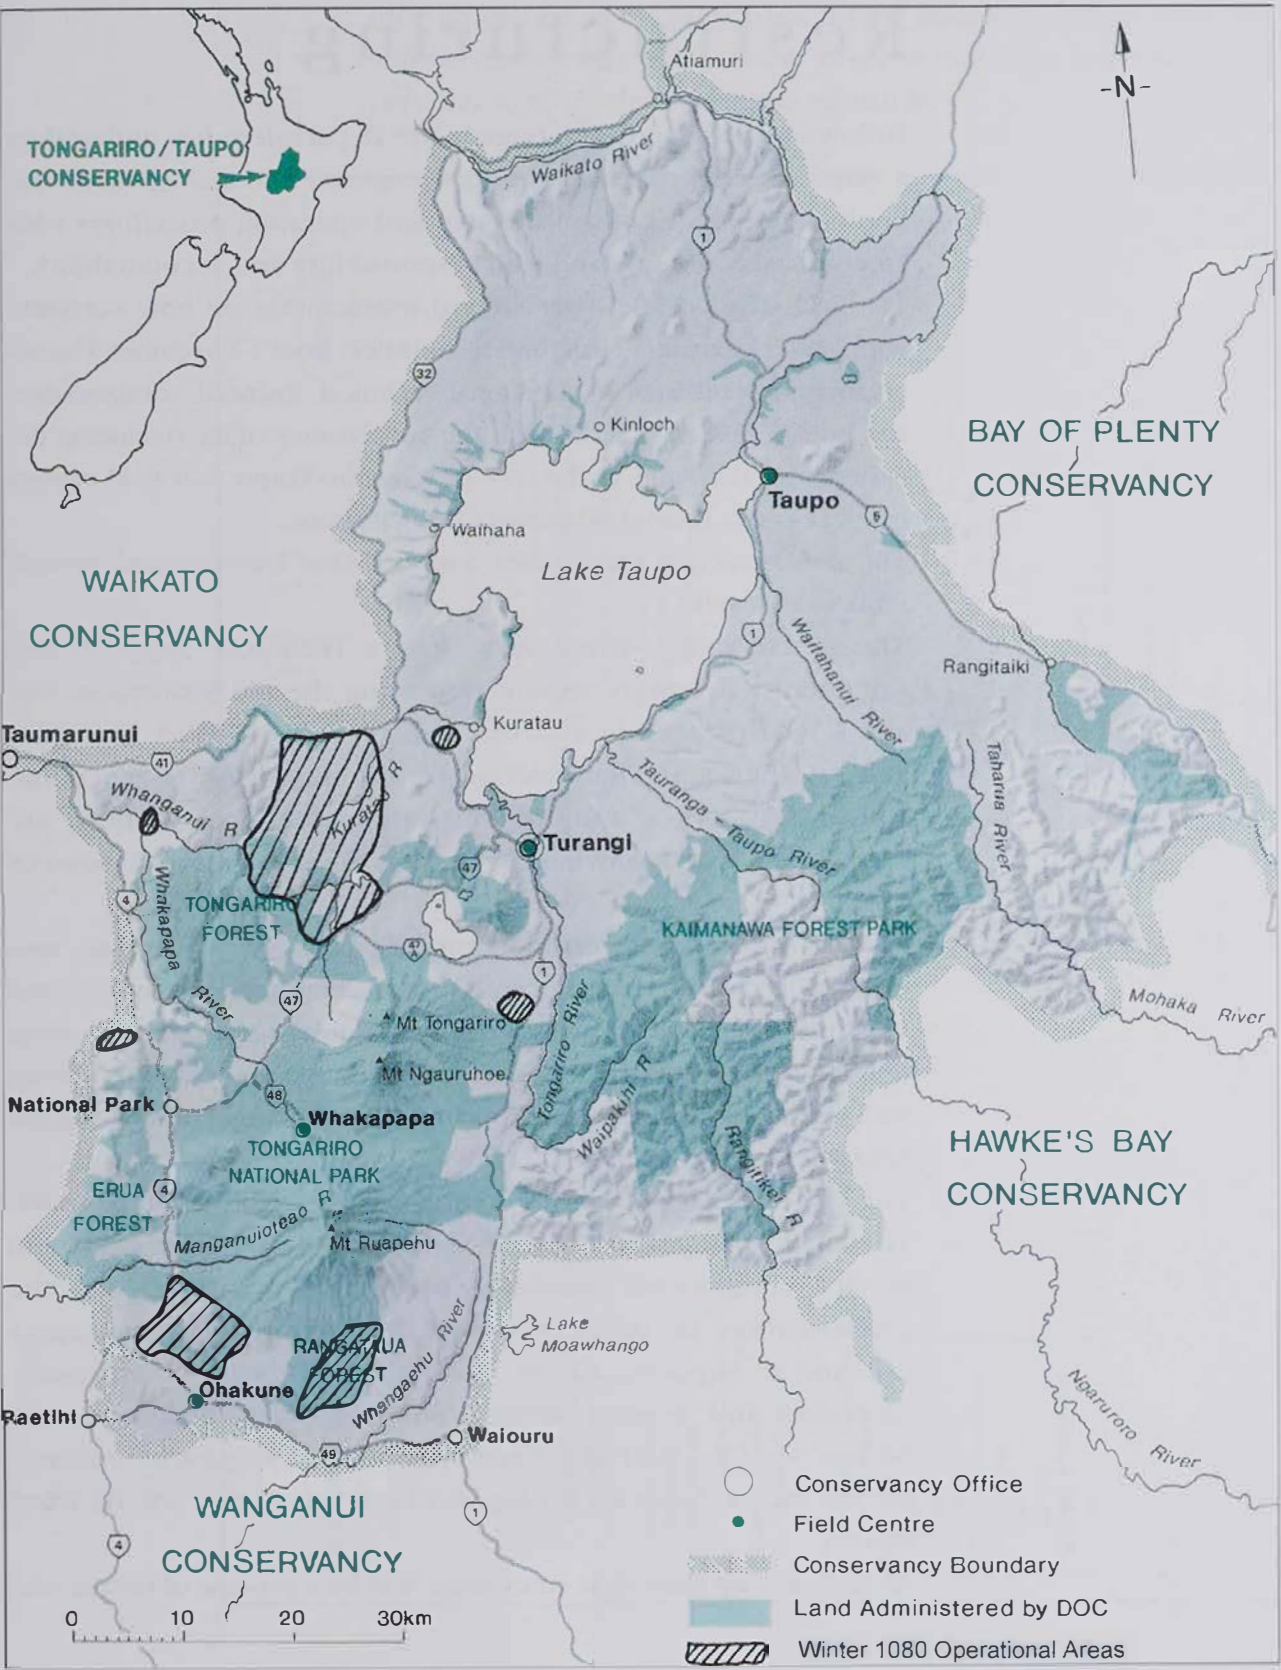 Atiamuri
-N-
TONGARIRO/TAUPO
CONSERVANCY
Waikato River
1
32
Kinloch
BAY OF PLENTY
CONSERVANCY
Taupo
5
Waihaha
Lake Taupo
WAIKATO
CONSERVANCY
1
Waitahanui River
Rangitaiki
Kuratau
Taumarunui
41
Whanganui R
Kuratau R
Tauranga - Taupo River
Taharua River
Turangi
47
4
Whakapapa River
TONGARIRO
FOREST
KAIMANAWA FOREST PARK
47A
1
47
Mohaka River
Mt Tongariro
Tongariro River
Mt Ngauruhoe
Waipakihi R
48
National Park
Whakapapa
TONGARIRO
NATIONAL PARK
Rangitikei R
HAWKE'S BAY
CONSERVANCY
ERUA
FOREST
4
Manganuioteao R
Mt Ruapehu
Lake
Moawhango
RANGATAUA
FOREST
Whangaehu River
Ohakune
Raetihi
Waiouru
49
Ngaruroro River
WANGANUI
CONSERVANCY
1
4
0 10 20 30km
Conservancy Office
Field Centre
Conservancy Boundary
Land Administered by DOC
Winter 1080 Operational Areas